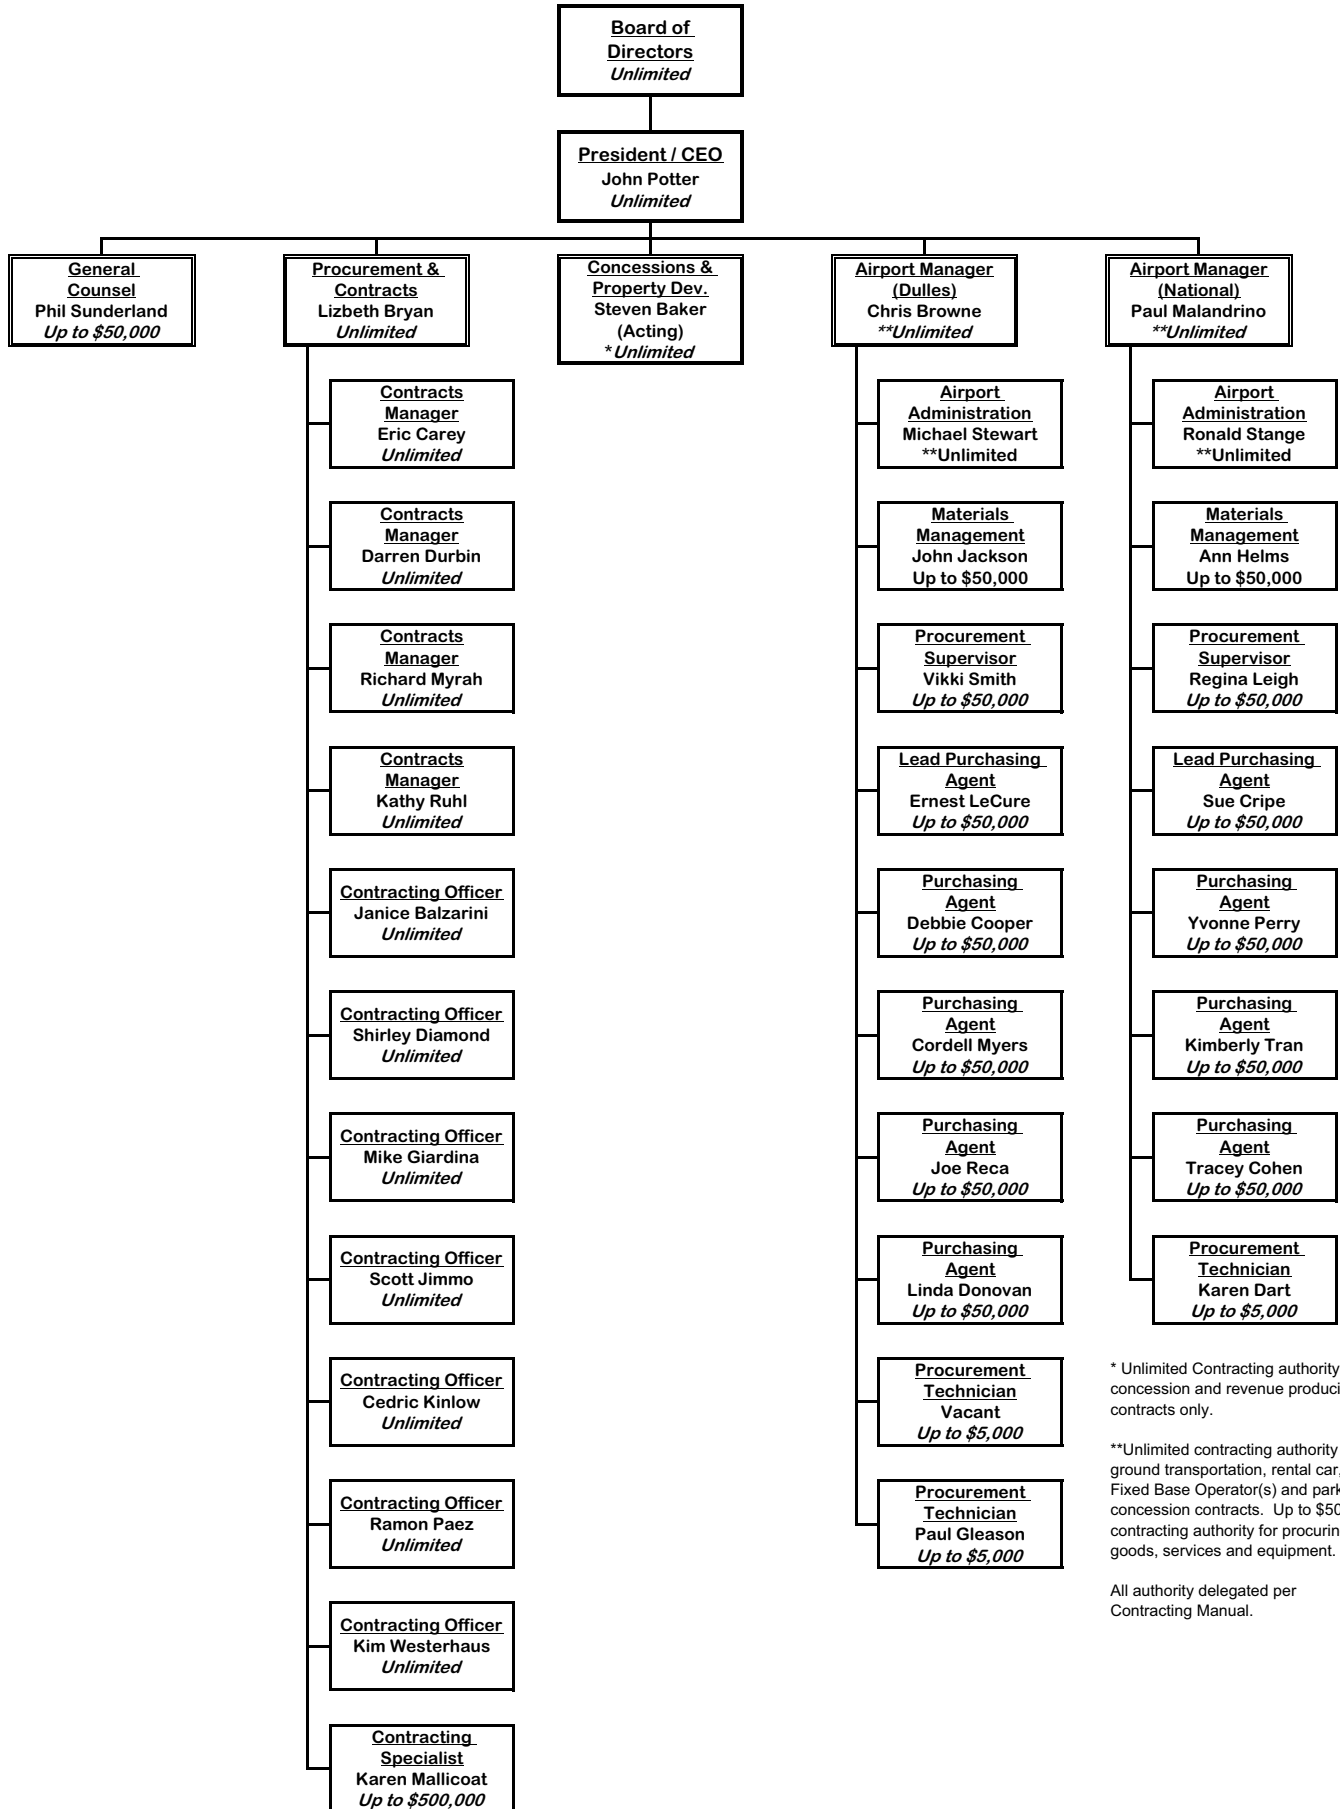 Board of
Directors
Unlimited
President / CEO
John Potter
Unlimited
General
Counsel
Phil Sunderland
Up to $50,000
Procurement &
Contracts
Lizbeth Bryan
Unlimited
Concessions &
Property Dev.
Steven Baker
(Acting)
*Unlimited
Airport Manager
(Dulles)
Chris Browne
**Unlimited
Airport Manager
(National)
Paul Malandrino
**Unlimited
Contracts
Manager
Eric Carey
Unlimited
Contracts
Manager
Darren Durbin
Unlimited
Contracts
Manager
Richard Myrah
Unlimited
Contracts
Manager
Kathy Ruhl
Unlimited
Contracting Officer
Janice Balzarini
Unlimited
Contracting Officer
Shirley Diamond
Unlimited
Contracting Officer
Mike Giardina
Unlimited
Contracting Officer
Scott Jimmo
Unlimited
Contracting Officer
Cedric Kinlow
Unlimited
Contracting Officer
Ramon Paez
Unlimited
Contracting Officer
Kim Westerhaus
Unlimited
Contracting
Specialist
Karen Mallicoat
Up to $500,000
Airport
Administration
Michael Stewart
**Unlimited
Materials
Management
John Jackson
Up to $50,000
Procurement
Supervisor
Vikki Smith
Up to $50,000
Lead Purchasing
Agent
Ernest LeCure
Up to $50,000
Purchasing
Agent
Debbie Cooper
Up to $50,000
Purchasing
Agent
Cordell Myers
Up to $50,000
Purchasing
Agent
Joe Reca
Up to $50,000
Purchasing
Agent
Linda Donovan
Up to $50,000
Procurement
Technician
Vacant
Up to $5,000
Procurement
Technician
Paul Gleason
Up to $5,000
Airport
Administration
Ronald Stange
**Unlimited
Materials
Management
Ann Helms
Up to $50,000
Procurement
Supervisor
Regina Leigh
Up to $50,000
Lead Purchasing
Agent
Sue Cripe
Up to $50,000
Purchasing
Agent
Yvonne Perry
Up to $50,000
Purchasing
Agent
Kimberly Tran
Up to $50,000
Purchasing
Agent
Tracey Cohen
Up to $50,000
Procurement
Technician
Karen Dart
Up to $5,000
* Unlimited Contracting authority
concession and revenue
contracts only.
**Unlimited contracting authority
ground transportation, rental car,
Fixed Base Operator(s) and
concession contracts. Up to
contracting authority for
goods, services and equipment.
All authority delegated per
Contracting Manual.